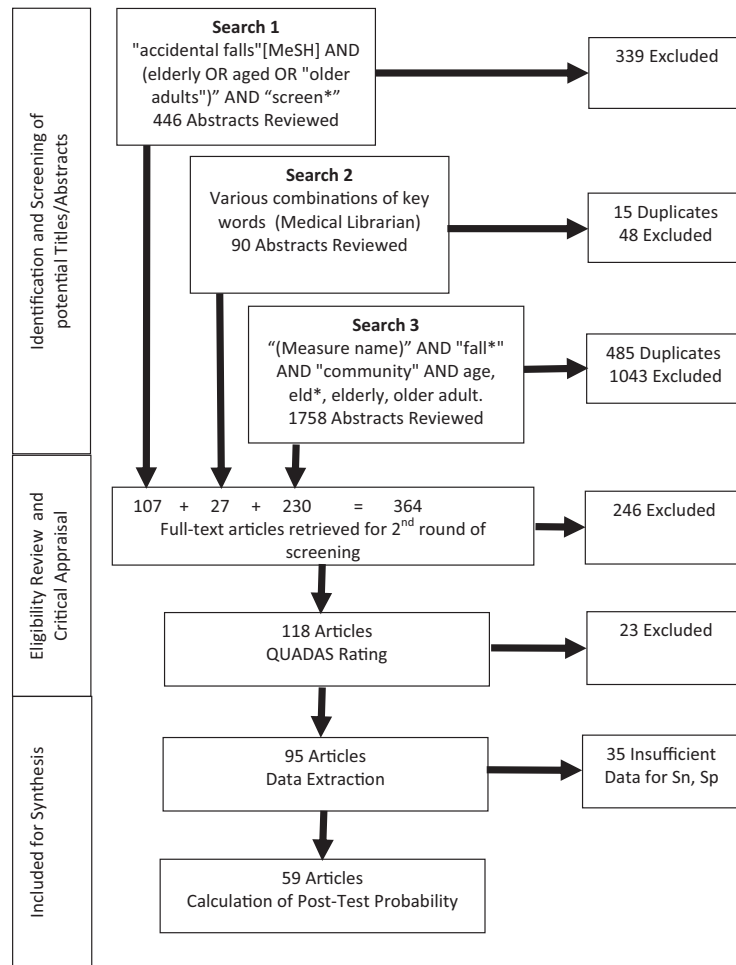 Identification and Screening of
potential Titles/Abstracts
Search 1
"accidental falls"[MeSH] AND
(elderly OR aged OR "older
adults")” AND “screen*”
446 Abstracts Reviewed
339 Excluded
Search 2
Various combinations of key
words (Medical Librarian)
90 Abstracts Reviewed
15 Duplicates
48 Excluded
Search 3
“(Measure name)” AND "fall*"
AND "community" AND age,
eld*, elderly, older adult.
1758 Abstracts Reviewed
485 Duplicates
1043 Excluded
Eligibility Review and
Critical Appraisal
107 + 27 + 230 = 364
Full-text articles retrieved for 2nd round of
screening
246 Excluded
118 Articles
QUADAS Rating
23 Excluded
Included for Synthesis
95 Articles
Data Extraction
35 Insufficient
Data for Sn, Sp
59 Articles
Calculation of Post-Test Probability